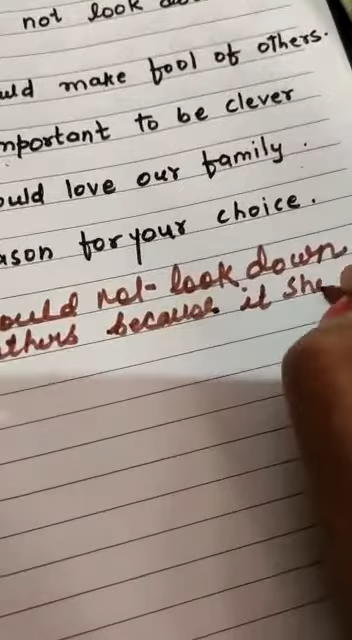 not look
uld make fool of others.
mportant to be clever
ould love our family.
ason for your choice.
ould not look down
thers because it she